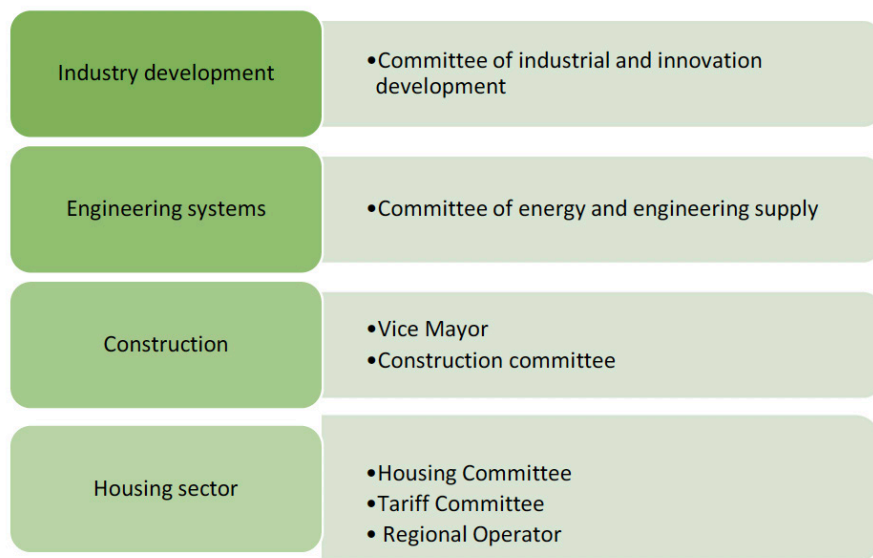 Industry development
•Committee of industrial and innovation
development
Engineering systems
•Committee of energy and engineering supply
Construction
•Vice Mayor
•Construction committee
Housing sector
•Housing Committee
•Tariff Committee
• Regional Operator